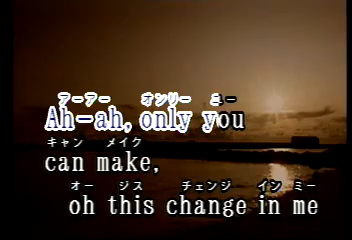 アーアー オンリー ユー
Ah-ah, only you
キャン メイク
can make,
オー ジス チェンジ イン ミー
oh this change in me